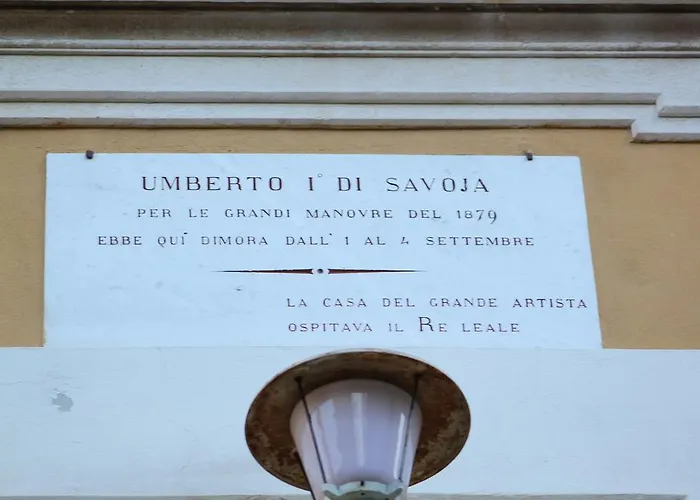 UMBERTO I° DI SAVOJA
PER LE GRANDI MANOVRE DEL 1879
EBBE QUI' DIMORA DALL' 1 AL 4 SETTEMBRE
LA CASA DEL GRANDE ARTISTA
OSPITAVA IL RE LEALE